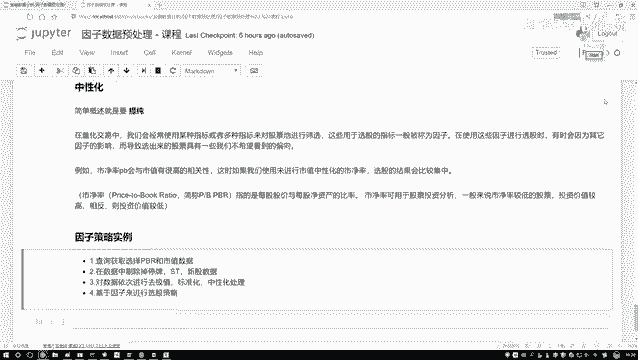 jupyter 因子数据预处理 - 课程 Last Checkpoint: 6 hours ago (autosaved)
Logout
File Edit View Insert Cell Kernel Widgets Help
Trusted
Markdown
中性化
简单概述就是要 提纯
在量化交易中，我们会经常使用某种指标或者多种指标来对股票池进行筛选，这些用于选股的指标一般被称为因子。在使用这些因子进行选股时，有时会因为其它
因子的影响，而导致选出来的股票具有一些我们不希望看到的偏向。
例如，市净率pb会与市值有很高的相关性，这时如果我们使用未进行市值中性化的市净率，选股的结果会比较集中。
（市净率（Price-to-Book Ratio，简称P/B PBR）指的是每股股价与每股净资产的比率。 市净率可用于股票投资分析，一般来说市净率较低的股票，投资价值较
高，相反，则投资价值较低）
因子策略实例
1.查询获取选择PBR和市值数据
2.在数据中剔除掉停牌，ST，新股数据
3.对数据依次进行去极值、标准化、中性化处理
4.基于因子来进行选股策略